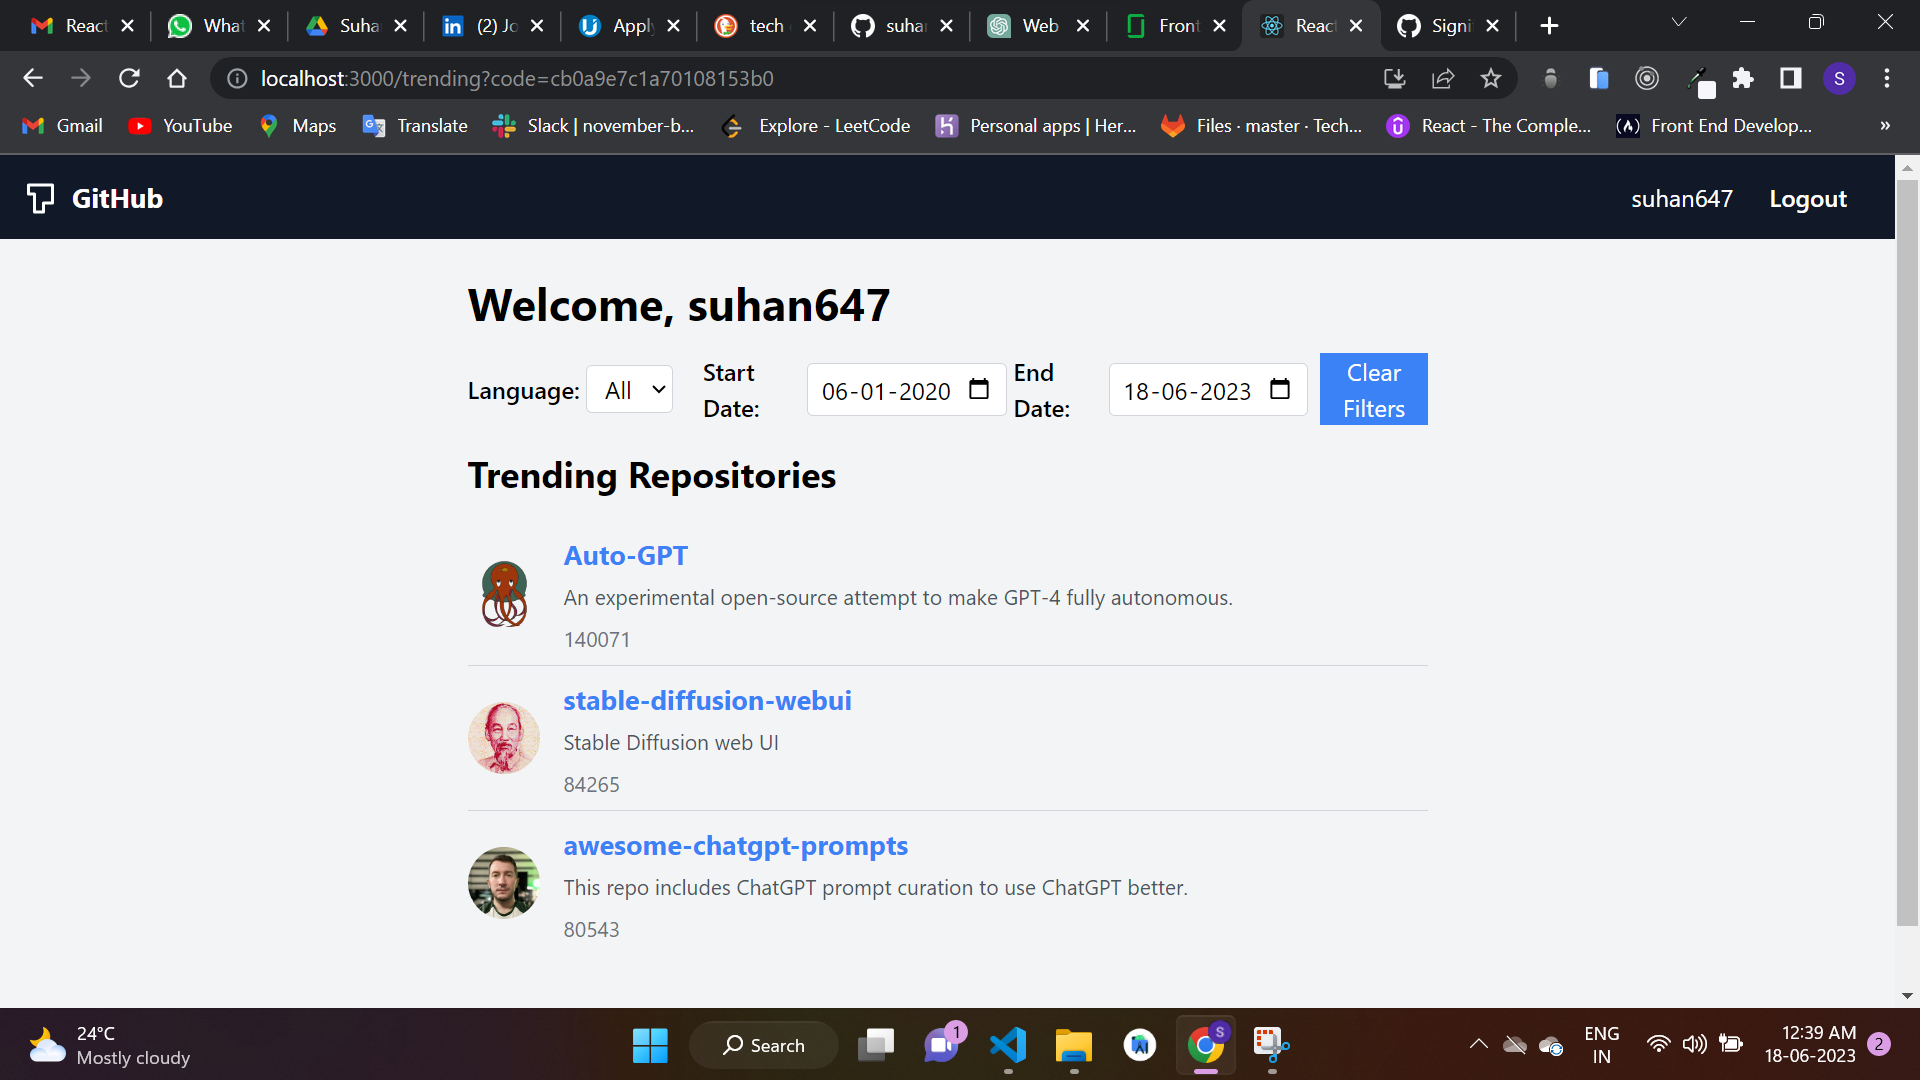 React
What
Suha
(2) Jo
Apply
tech
suha
Web
Front
React
Signi
localhost:3000/trending?code=cb0a9e7c1a70108153b0
S
Gmail
YouTube
Maps
Translate
Slack | november-b...
Explore - LeetCode
Personal apps | Her...
Files · master · Tech...
React - The Comple...
Front End Develop...
»
GitHub
suhan647
Logout
Welcome, suhan647
Language:
All
Start
Date:
06-01-2020
End
Date:
18-06-2023
Clear
Filters
Trending Repositories
Auto-GPT
An experimental open-source attempt to make GPT-4 fully autonomous.
140071
stable-diffusion-webui
Stable Diffusion web UI
84265
awesome-chatgpt-prompts
This repo includes ChatGPT prompt curation to use ChatGPT better.
80543
24°C
Mostly cloudy
Search
1
S
ENG
IN
12:39 AM
18-06-2023
2